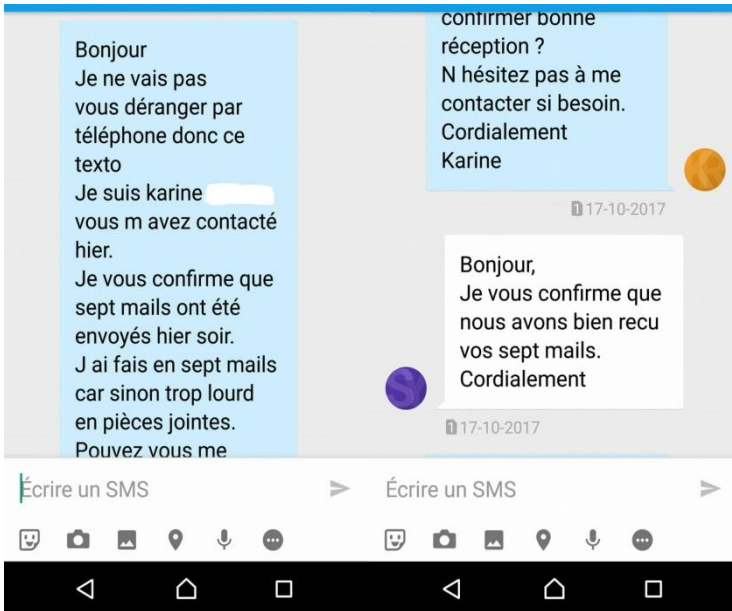 Bonjour
Je ne vais pas
vous déranger par
téléphone donc ce
texto
Je suis karine
vous m avez contacté
hier.
Je vous confirme que
sept mails ont été
envoyés hier soir.
J ai fais en sept mails
car sinon trop lourd
en pièces jointes.
Pouvez vous me
Écrire un SMS
confirmer bonne
réception ?
N hésitez pas à me
contacter si besoin.
Cordialement
Karine
K
1 17-10-2017
Bonjour,
Je vous confirme que
nous avons bien recu
vos sept mails.
Cordialement
S
1 17-10-2017
Écrire un SMS